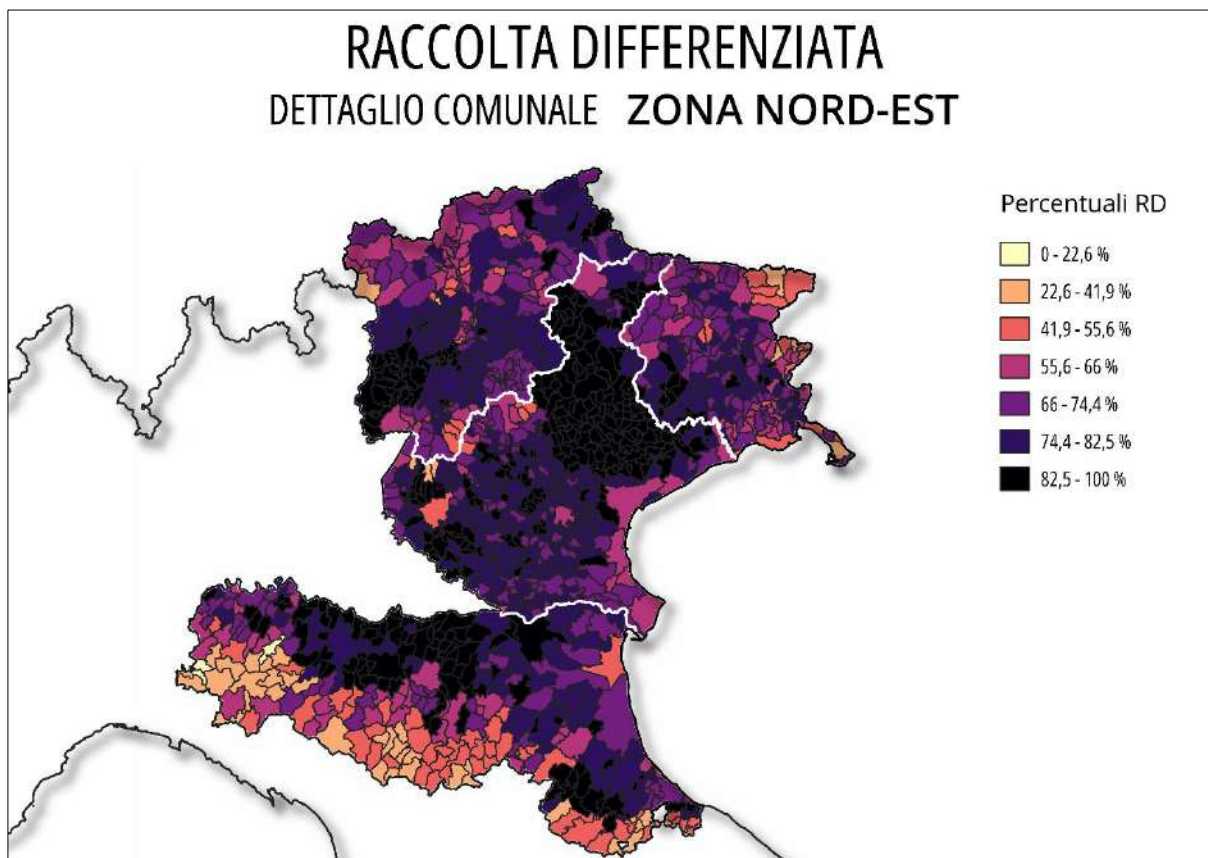 RACCOLTA DIFFERENZIATA
DETTAGLIO COMUNALE ZONA NORD-EST
Percentuali RD
0 - 22,6 %
22,6 - 41,9 %
41,9 - 55,6 %
55,6 - 66 %
66 - 74,4 %
74,4 - 82,5 %
82,5 - 100 %